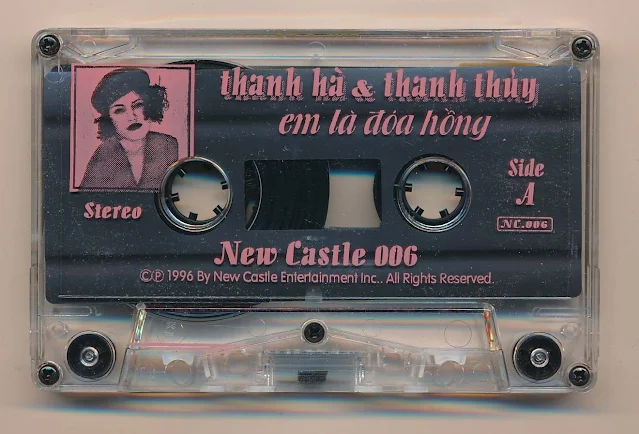 thanh hà & thanh thủy
em là đóa hồng
Side
A
Stereo
NC.006
New Castle 006
©℗ 1996 By New Castle Entertainment Inc.. All Rights Reserved.